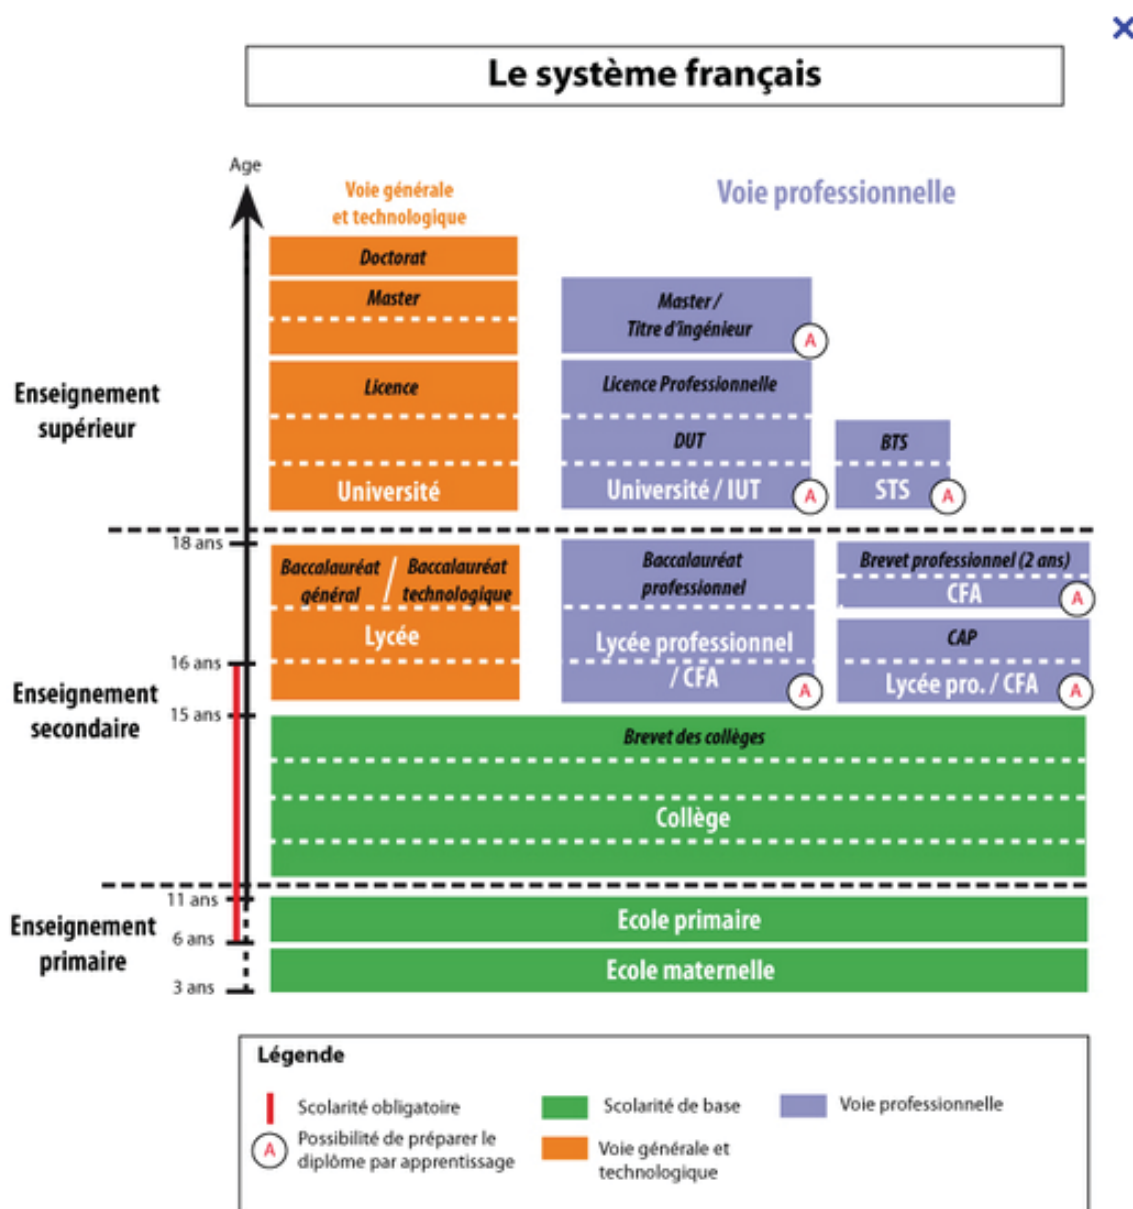 Le système français
Age
Voie générale
et technologique
Voie professionnelle
Doctorat
Master
Master /
Titre d'ingénieur
A
Enseignement
supérieur
Licence
Licence Professionnelle
DUT
BTS
Université
Université / IUT
A
STS
A
18 ans
Baccalauréat
général
/
Baccalauréat
technologique
Baccalauréat
professionnel
Brevet professionnel (2 ans)
CFA
A
Lycée
Lycée professionnel
/ CFA
A
CAP
Lycée pro. / CFA
A
16 ans
Enseignement
secondaire
15 ans
Brevet des collèges
Collège
11 ans
Enseignement
primaire
Ecole primaire
6 ans
Ecole maternelle
3 ans
Légende
Scolarité obligatoire
Scolarité de base
Voie professionnelle
A
Possibilité de préparer le
diplôme par apprentissage
Voie générale et
technologique